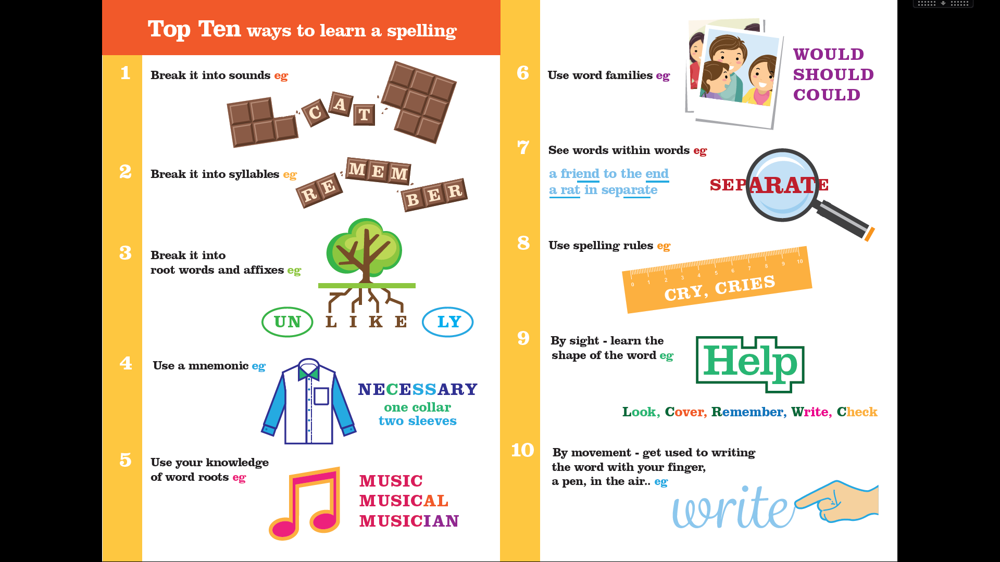 Top Ten ways to learn a spelling
1
Break it into sounds eg
C A T
2
Break it into syllables eg
RE MEM BER
3
Break it into
root words and affixes eg
UN LIKE LY
4
Use a mnemonic eg
NECESSARY
one collar
two sleeves
5
Use your knowledge
of word roots eg
MUSIC
MUSICAL
MUSICIAN
6
Use word families eg
WOULD
SHOULD
COULD
7
See words within words eg
a friend to the end
a rat in separate
SEPARATE
8
Use spelling rules eg
0 1 2 3 4 5 6 7 8 9 10
CRY, CRIES
9
By sight - learn the
shape of the word eg
Help
Look, Cover, Remember, Write, Check
10
By movement - get used to writing
the word with your finger,
a pen, in the air.. eg
write